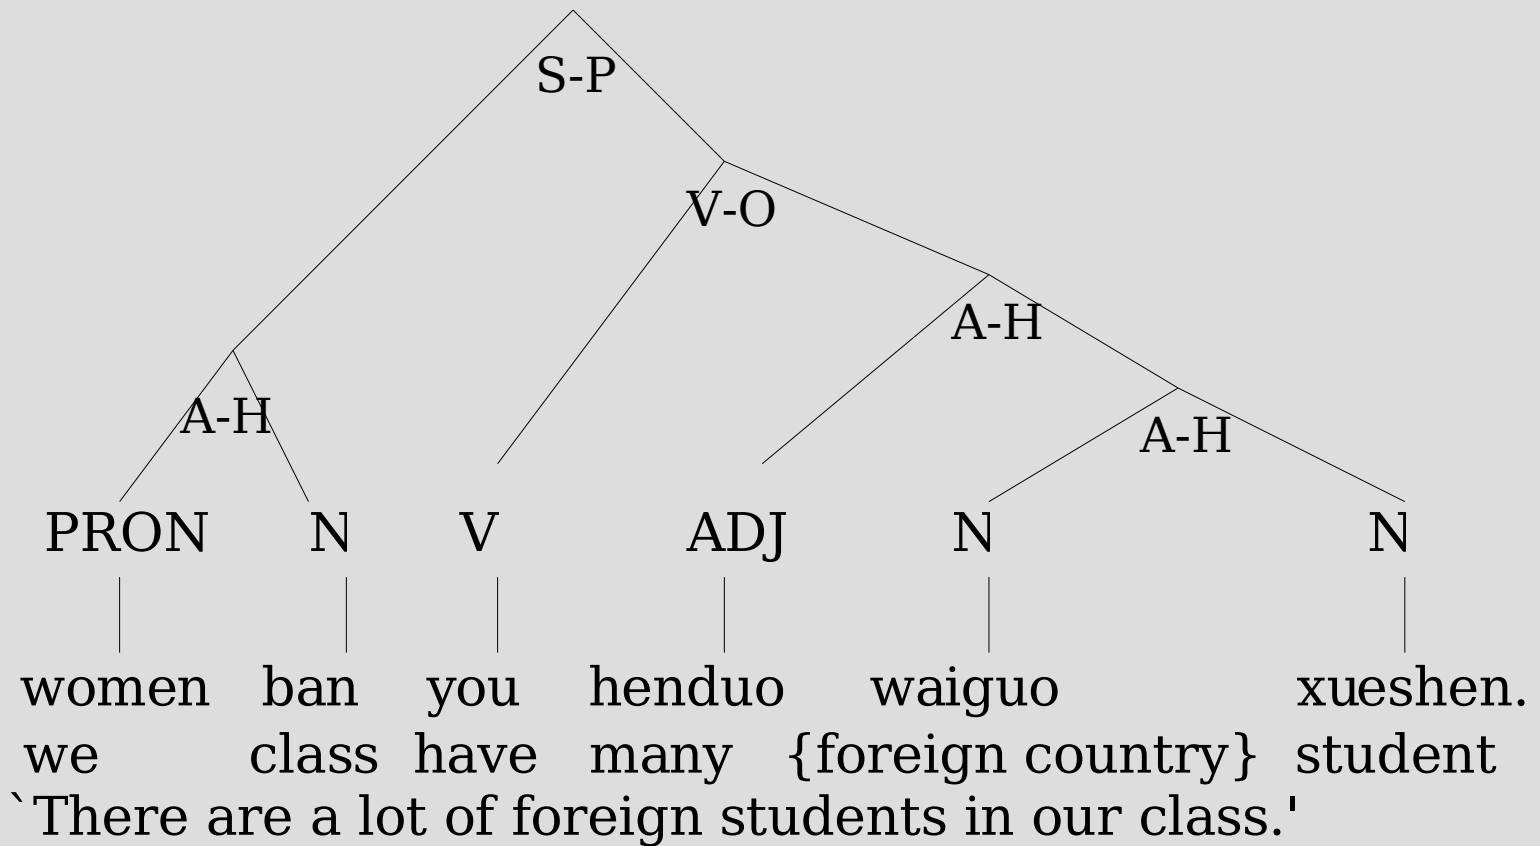 S-P
V-O
A-H
A-H
A-H
PRON N V ADJ N N
women ban you henduo waiguo xueshen.
we class have many {foreign country} student
`There are a lot of foreign students in our class.'